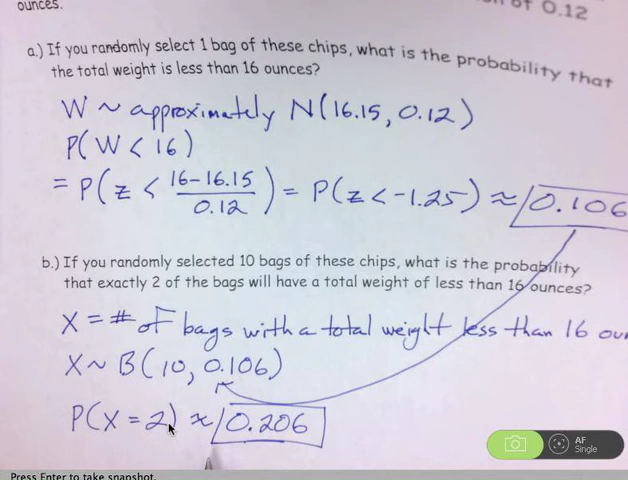 ounces.
of 0.12
a.) If you randomly select 1 bag of these chips, what is the probability that
the total weight is less than 16 ounces?
W ~ approximately N(16.15, 0.12)
P(W < 16)
= P(z < (16-16.15)/0.12) = P(z < -1.25) ≈ 0.106
b.) If you randomly selected 10 bags of these chips, what is the probability
that exactly 2 of the bags will have a total weight of less than 16 ounces?
X = # of bags with a total weight less than 16 ou
X ~ B(10, 0.106)
P(X = 2) ≈ 0.206
AF
Single
Press Enter to take snapshot.